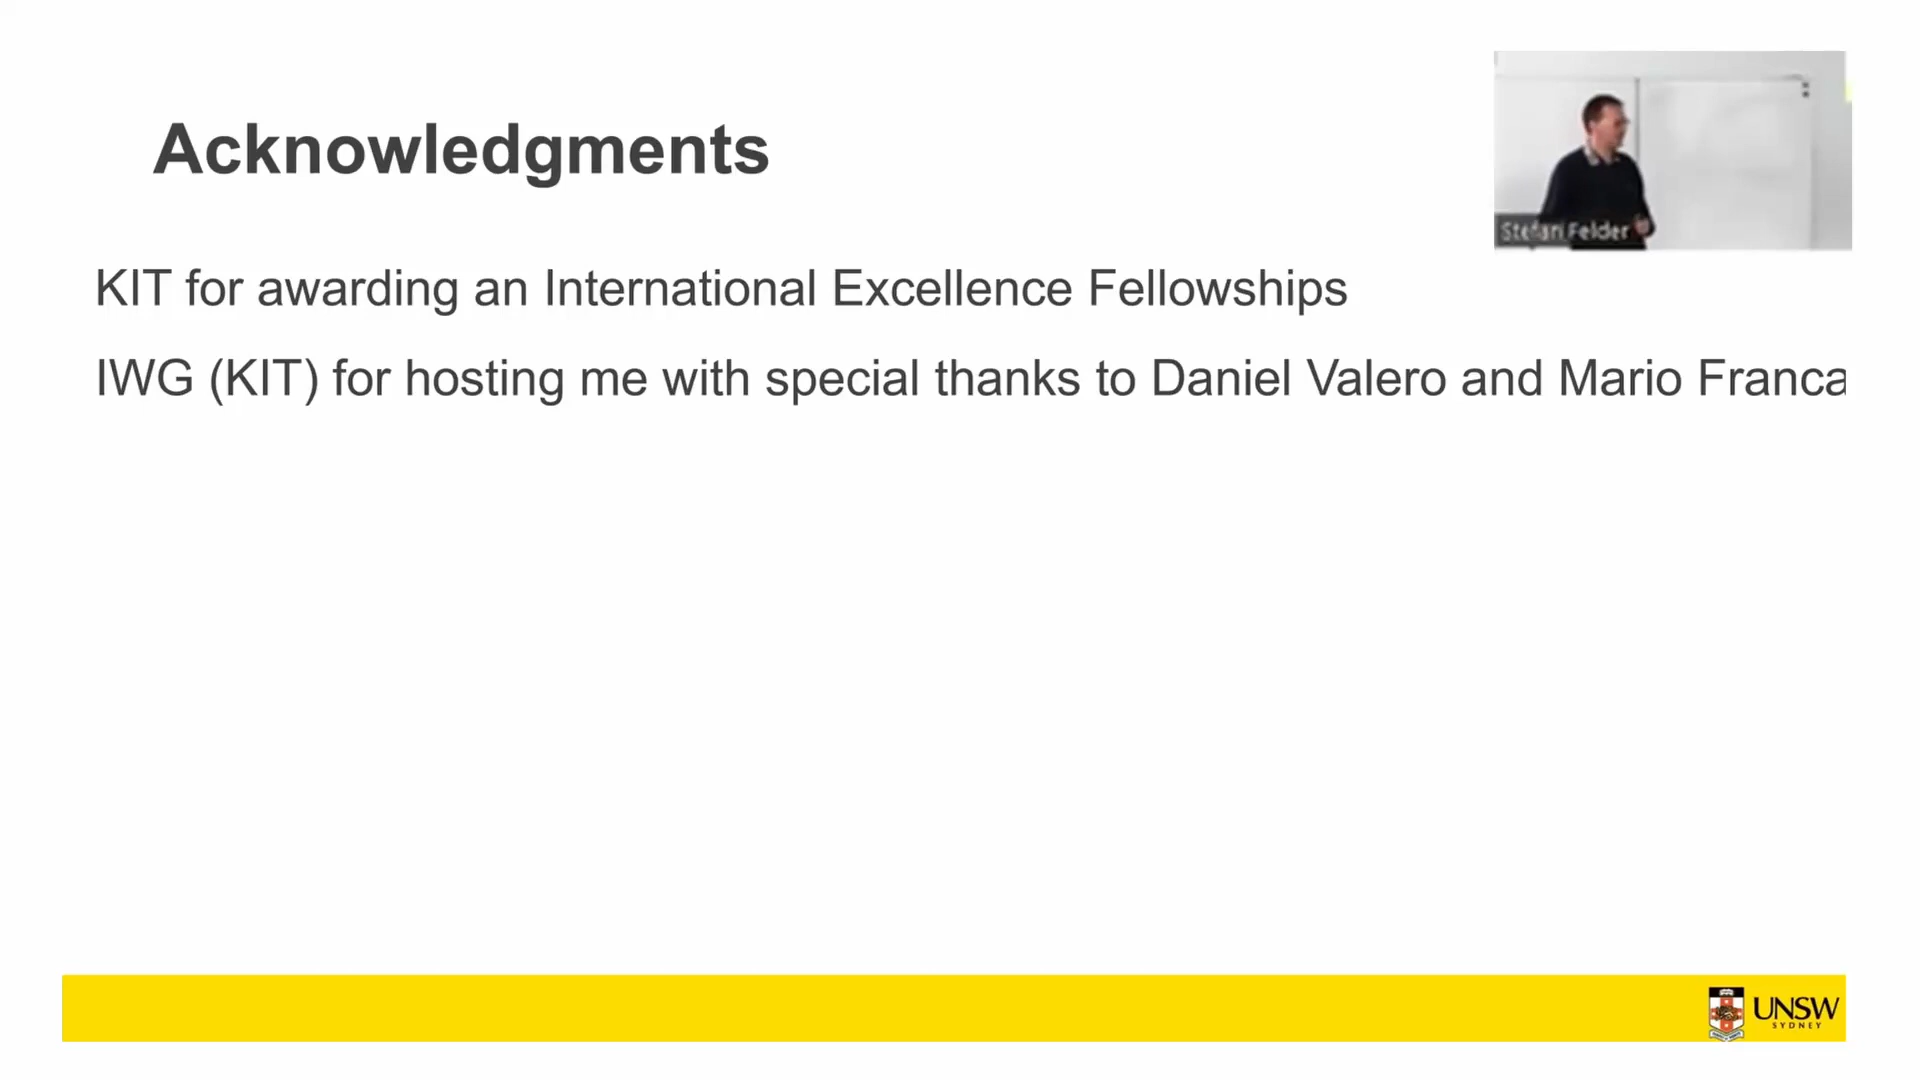 Acknowledgments
Stefan Felder
KIT for awarding an International Excellence Fellowships
IWG (KIT) for hosting me with special thanks to Daniel Valero and Mario Franca
UNSW
SYDNEY